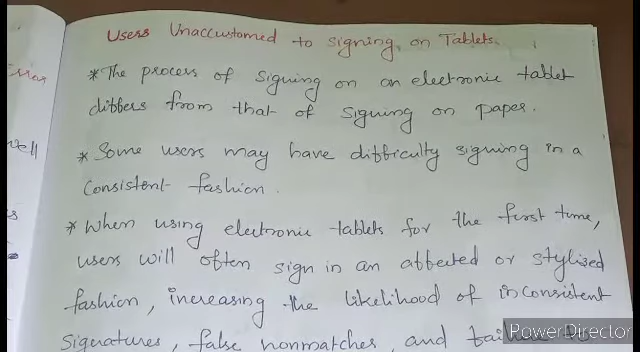 Users Unaccustomed to signing on Tablets.
* The process of signing on an electronic tablet
differs from that of signing on paper.
* Some users may have difficulty signing in a
Consistent fashion.
* When using electronic tablets for the first time,
users will often sign in an affected or stylized
fashion, increasing the likelihood of inconsistent
Signatures, false nonmatches, and
PowerDirector